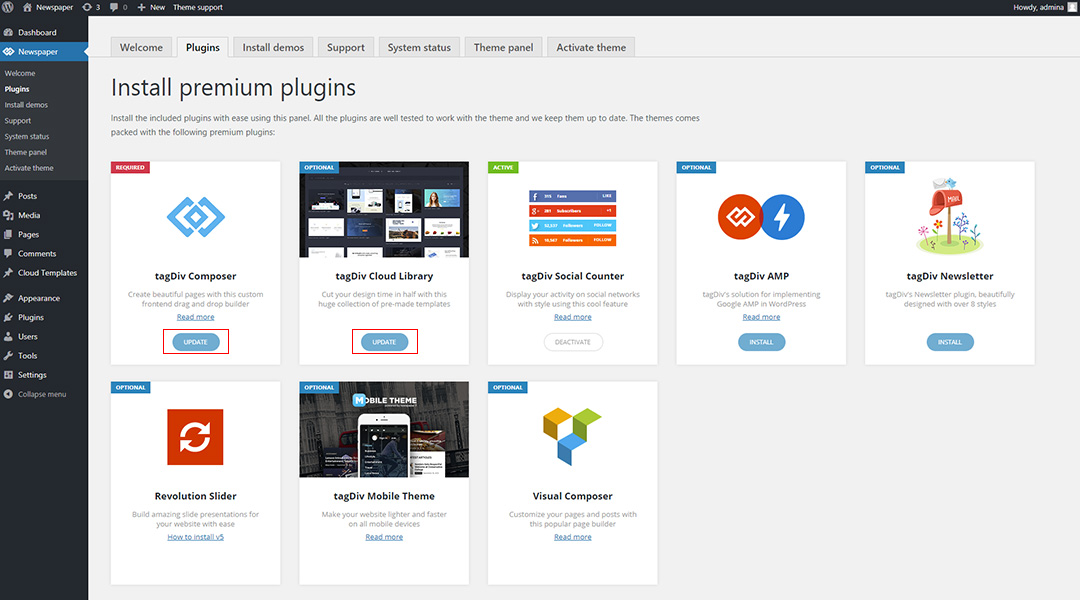 Newspaper 3 0 New Theme support
Howdy, admina
Dashboard
Newspaper
Welcome
Plugins
Install demos
Support
System status
Theme panel
Activate theme
Posts
Media
Pages
Comments
Cloud Templates
Appearance
Plugins
Users
Tools
Settings
Collapse menu
Welcome
Plugins
Install demos
Support
System status
Theme panel
Activate theme
Install premium plugins
Install the included plugins with ease using this panel. All the plugins are well tested to work with the theme and we keep them up to date. The themes comes
packed with the following premium plugins:
REQUIRED
tagDiv Composer
Create beautiful pages with this custom
frontend drag and drop builder
Read more
UPDATE
OPTIONAL
tagDiv Cloud Library
Cut your design time in half with this
huge collection of pre-made templates
UPDATE
ACTIVE
315 Fans LIKE
281 Subscribers +1
32,537 Followers FOLLOW
16,567 Followers FOLLOW
tagDiv Social Counter
Display your activity on social networks
with style using this cool feature
Read more
DEACTIVATE
OPTIONAL
tagDiv AMP
tagDiv's solution for implementing
Google AMP in WordPress
Read more
INSTALL
OPTIONAL
MAIL
tagDiv Newsletter
tagDiv's Newsletter plugin, beautifully
designed with over 8 styles
INSTALL
OPTIONAL
Revolution Slider
Build amazing slide presentations for
your website with ease
How to install v5
OPTIONAL
MOBILE THEME
tagDiv Mobile Theme
Make your website lighter and faster
on all mobile devices
Read more
OPTIONAL
Visual Composer
Customize your pages and posts with
this popular page builder
Read more